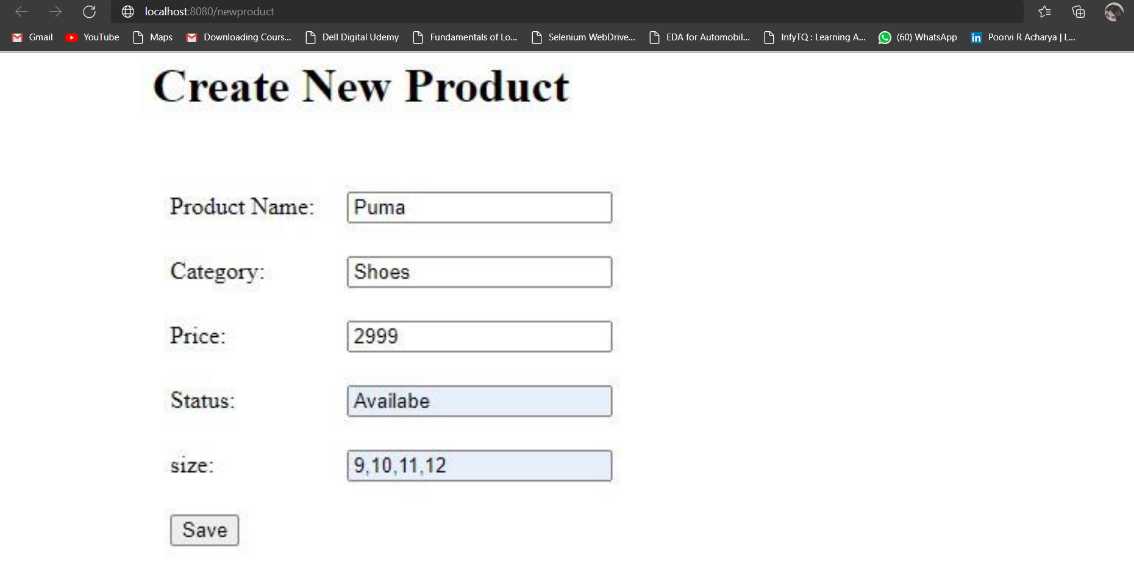 localhost:8080/newproduct
Gmail YouTube Maps Downloading Cours... Dell Digital Udemy Fundamentals of Lo... Selenium WebDrive... EDA for Automobil... InfyTQ : Learning A... (60) WhatsApp Poorvi R Acharya | L...
Create New Product
Product Name: Puma
Category: Shoes
Price: 2999
Status: Availabe
size: 9,10,11,12
Save